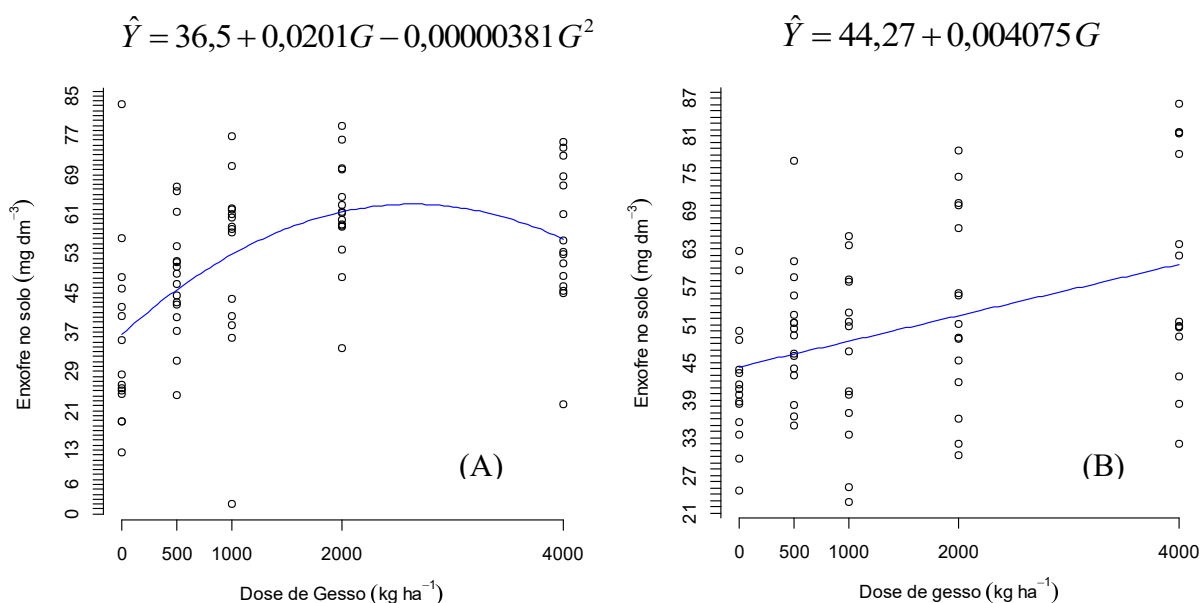 Ŷ = 36,5 + 0,0201G − 0,00000381G²
Ŷ = 44,27 + 0,004075G
Enxofre no solo (mg dm⁻³)
85
77
69
61
53
45
37
29
21
13
6
0
(A)
0 500 1000 2000 4000
Dose de Gesso (kg ha⁻¹)
Enxofre no solo (mg dm⁻³)
87
81
75
69
63
57
51
45
39
33
27
21
(B)
0 500 1000 2000 4000
Dose de gesso (kg ha⁻¹)